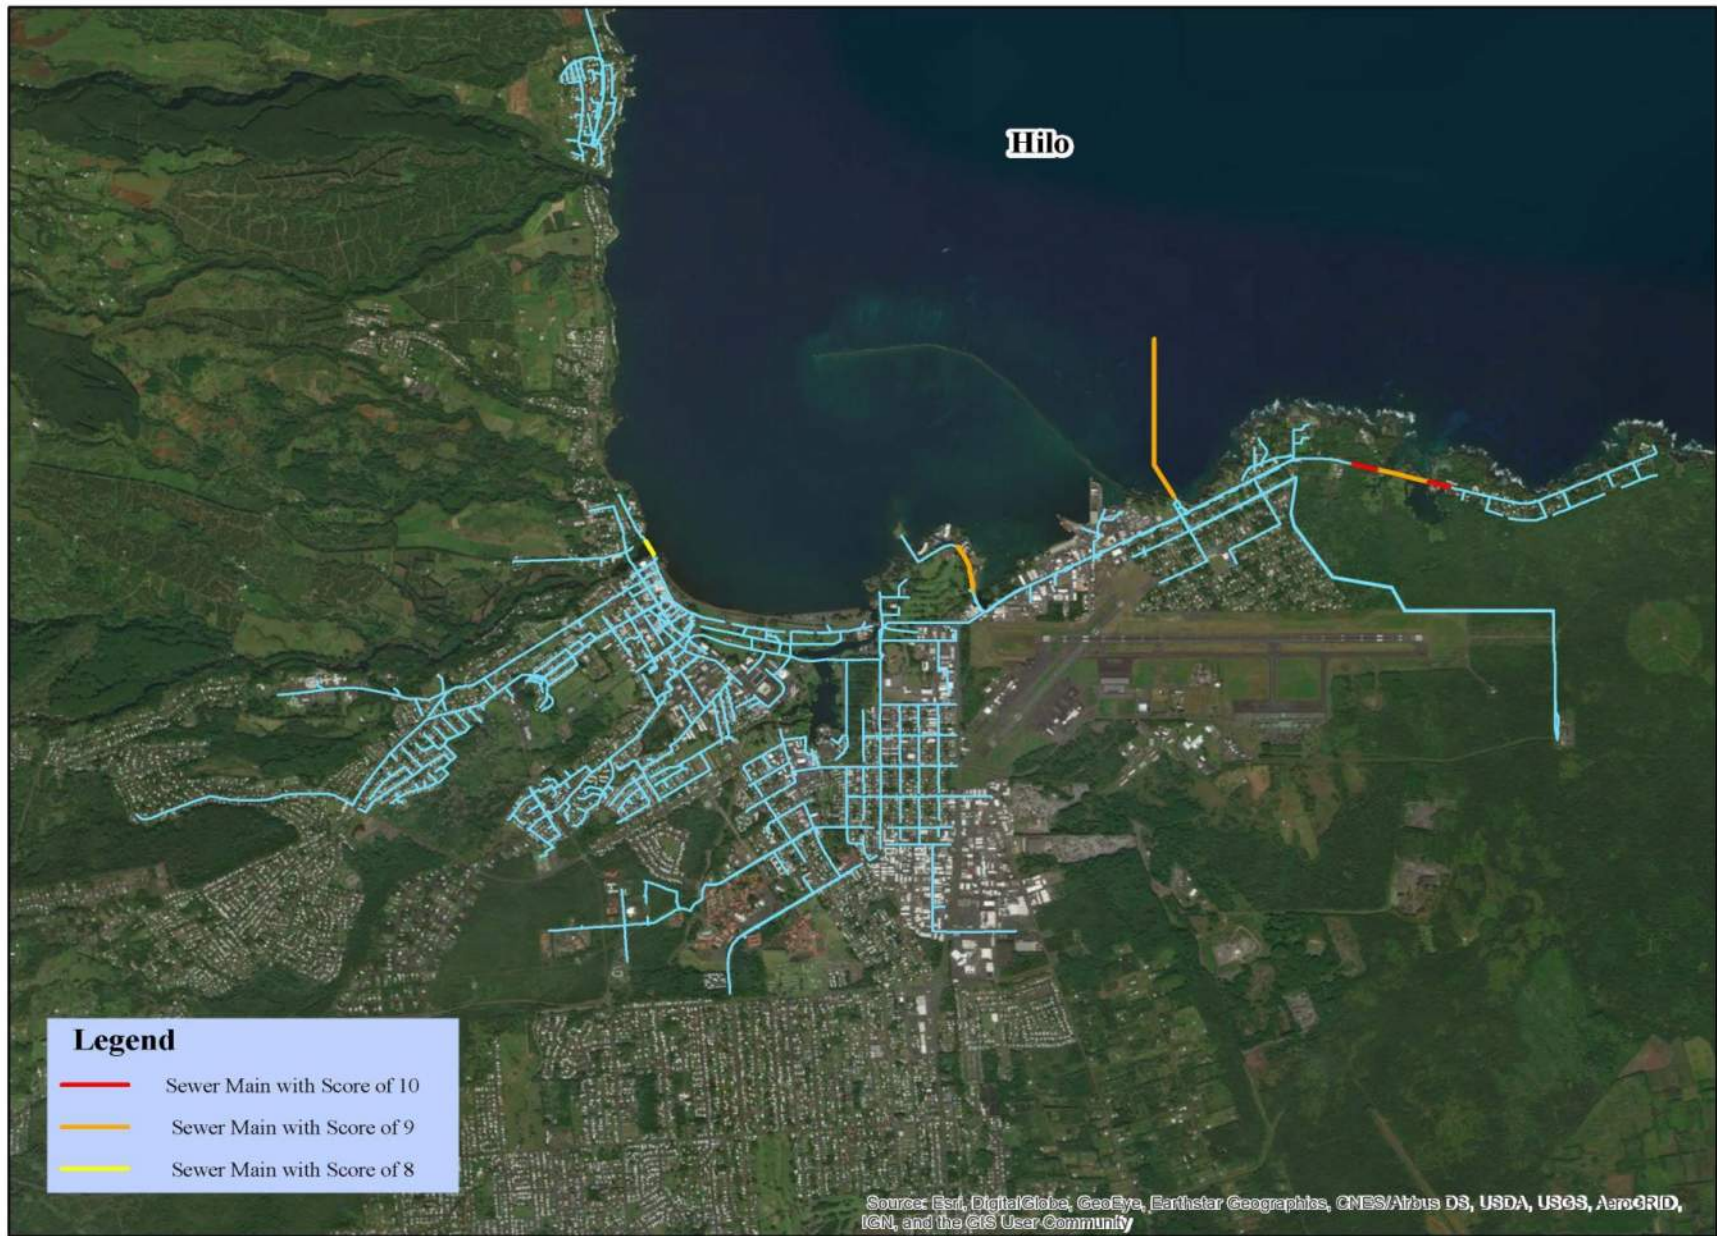 Hilo
Legend
Sewer Main with Score of 10
Sewer Main with Score of 9
Sewer Main with Score of 8
Source: Esri, DigitalGlobe, GeoEye, Earthstar Geographics, CNES/Airbus DS, USDA, USGS, AeroGRID,
IGN, and the GIS User Community